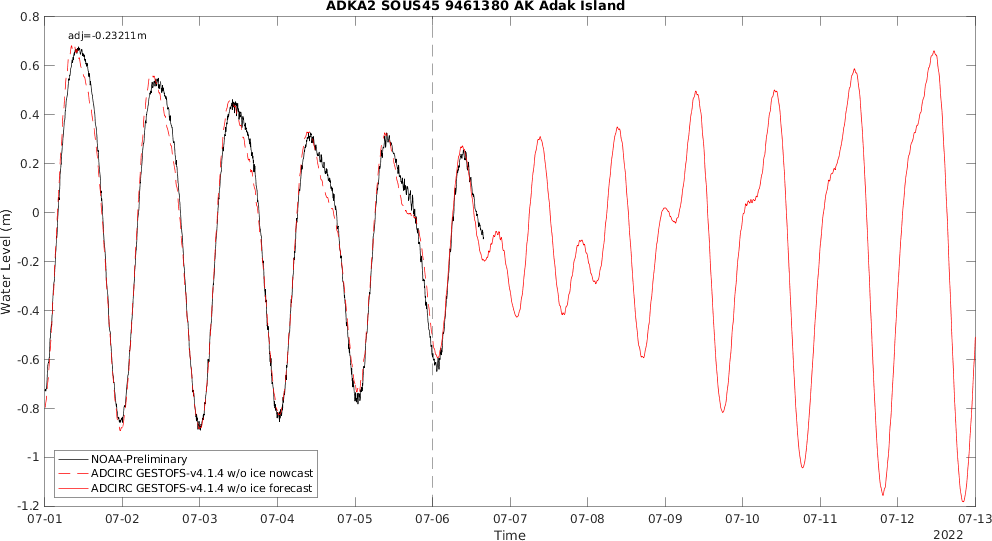 ADKA2 SOUS45 9461380 AK Adak Island
adj=-0.23211m
0.8
0.6
0.4
0.2
0
-0.2
-0.4
-0.6
-0.8
-1
-1.2
Water Level (m)
NOAA-Preliminary
ADCIRC GESTOFS-v4.1.4 w/o ice nowcast
ADCIRC GESTOFS-v4.1.4 w/o ice forecast
07-01 07-02 07-03 07-04 07-05 07-06 07-07 07-08 07-09 07-10 07-11 07-12 07-13
Time
2022